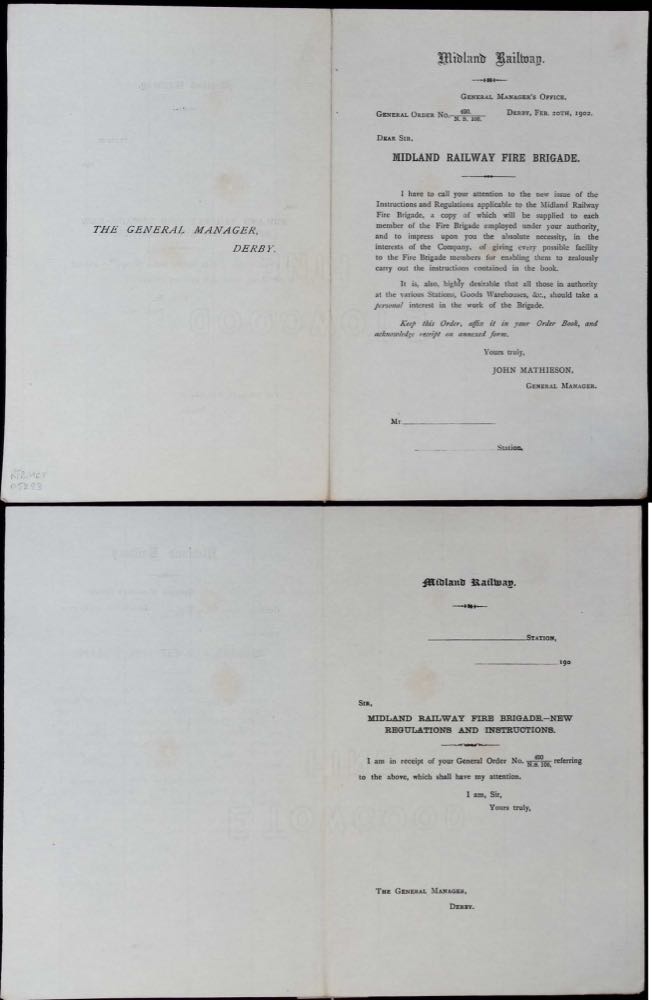 THE GENERAL MANAGER,
DERBY.
Midland Railway.
GENERAL MANAGER'S OFFICE,
GENERAL ORDER No. 490. / N. S. 106. DERBY, FEB. 20TH, 1902.
DEAR SIR,
MIDLAND RAILWAY FIRE BRIGADE.
I have to call your attention to the new issue of the
Instructions and Regulations applicable to the Midland Railway
Fire Brigade, a copy of which will be supplied to each
member of the Fire Brigade employed under your authority,
and to impress upon you the absolute necessity, in the
interests of the Company, of giving every possible facility
to the Fire Brigade members for enabling them to zealously
carry out the instructions contained in the book.
It is, also, highly desirable that all those in authority
at the various Stations, Goods Warehouses, &c., should take a
personal interest in the work of the Brigade.
Keep this Order, affix it in your Order Book, and
acknowledge receipt on annexed form.
Yours truly,
JOHN MATHIESON,
GENERAL MANAGER.
Mr
Station.
Midland Railway.
STATION,
190
SIR,
MIDLAND RAILWAY FIRE BRIGADE.—NEW
REGULATIONS AND INSTRUCTIONS.
I am in receipt of your General Order No. 490 / N.S. 106, referring
to the above, which shall have my attention.
I am, Sir,
Yours truly,
THE GENERAL MANAGER,
DERBY.